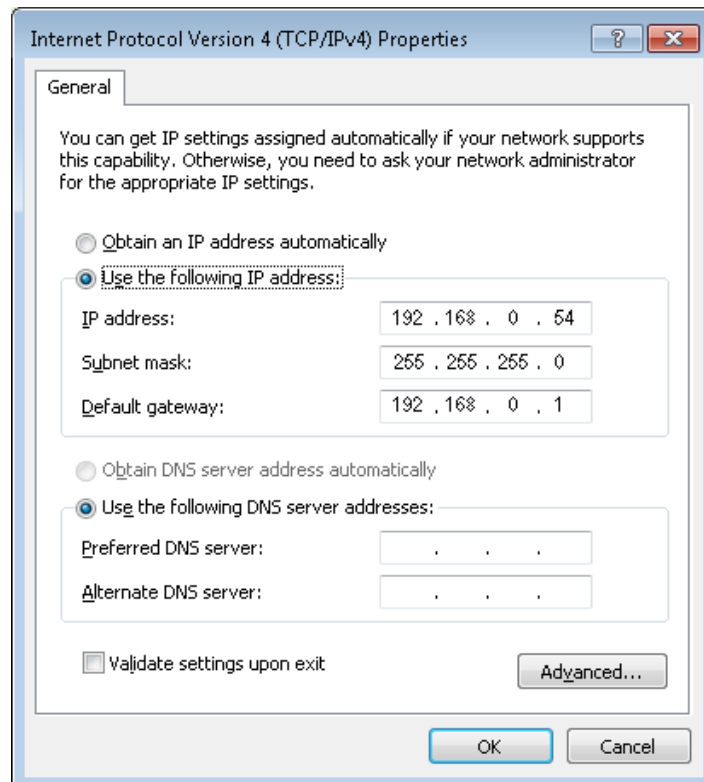 Internet Protocol Version 4 (TCP/IPv4) Properties
?
General
You can get IP settings assigned automatically if your network supports
this capability. Otherwise, you need to ask your network administrator
for the appropriate IP settings.
Obtain an IP address automatically
Use the following IP address:
IP address: 192 . 168 . 0 . 54
Subnet mask: 255 . 255 . 255 . 0
Default gateway: 192 . 168 . 0 . 1
Obtain DNS server address automatically
Use the following DNS server addresses:
Preferred DNS server: . . .
Alternate DNS server: . . .
Validate settings upon exit
Advanced...
OK Cancel